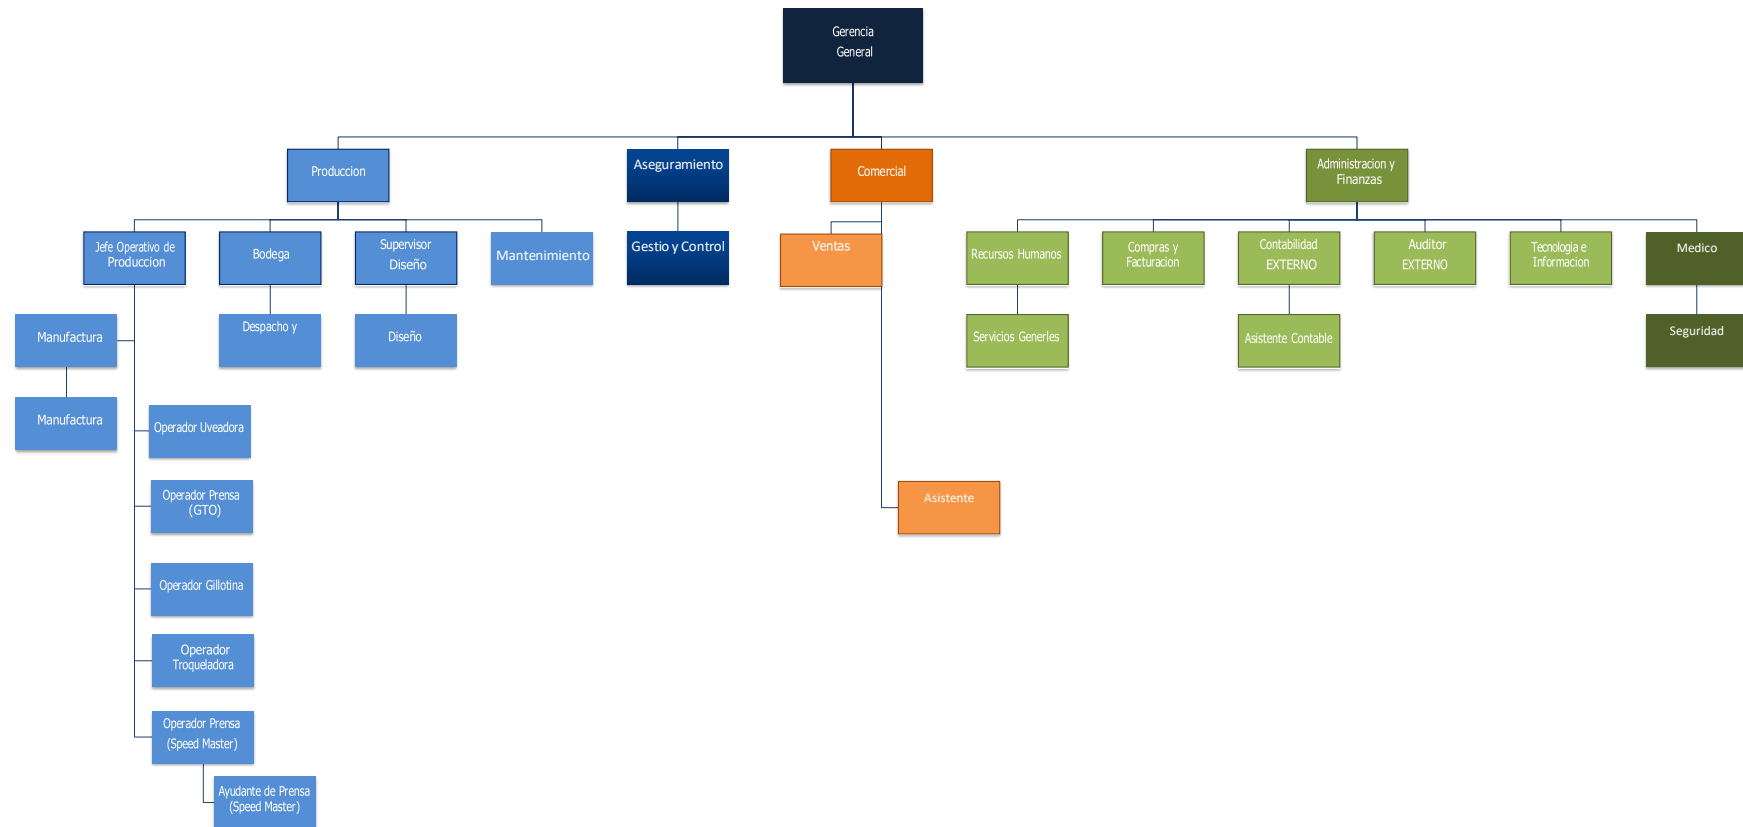 Gerencia
General
Produccion
Aseguramiento
Comercial
Administracion y
Finanzas
Jefe Operativo de
Produccion
Bodega
Supervisor
Diseño
Mantenimiento
Gestio y Control
Ventas
Recursos Humanos
Compras y
Facturacion
Contabilidad
EXTERNO
Auditor
EXTERNO
Tecnologia e
Informacion
Medico
Manufactura
Despacho y
Diseño
Servicios Generles
Asistente Contable
Seguridad
Manufactura
Operador Uveadora
Operador Prensa
(GTO)
Asistente
Operador Gillotina
Operador
Troqueladora
Operador Prensa
(Speed Master)
Ayudante de Prensa
(Speed Master)